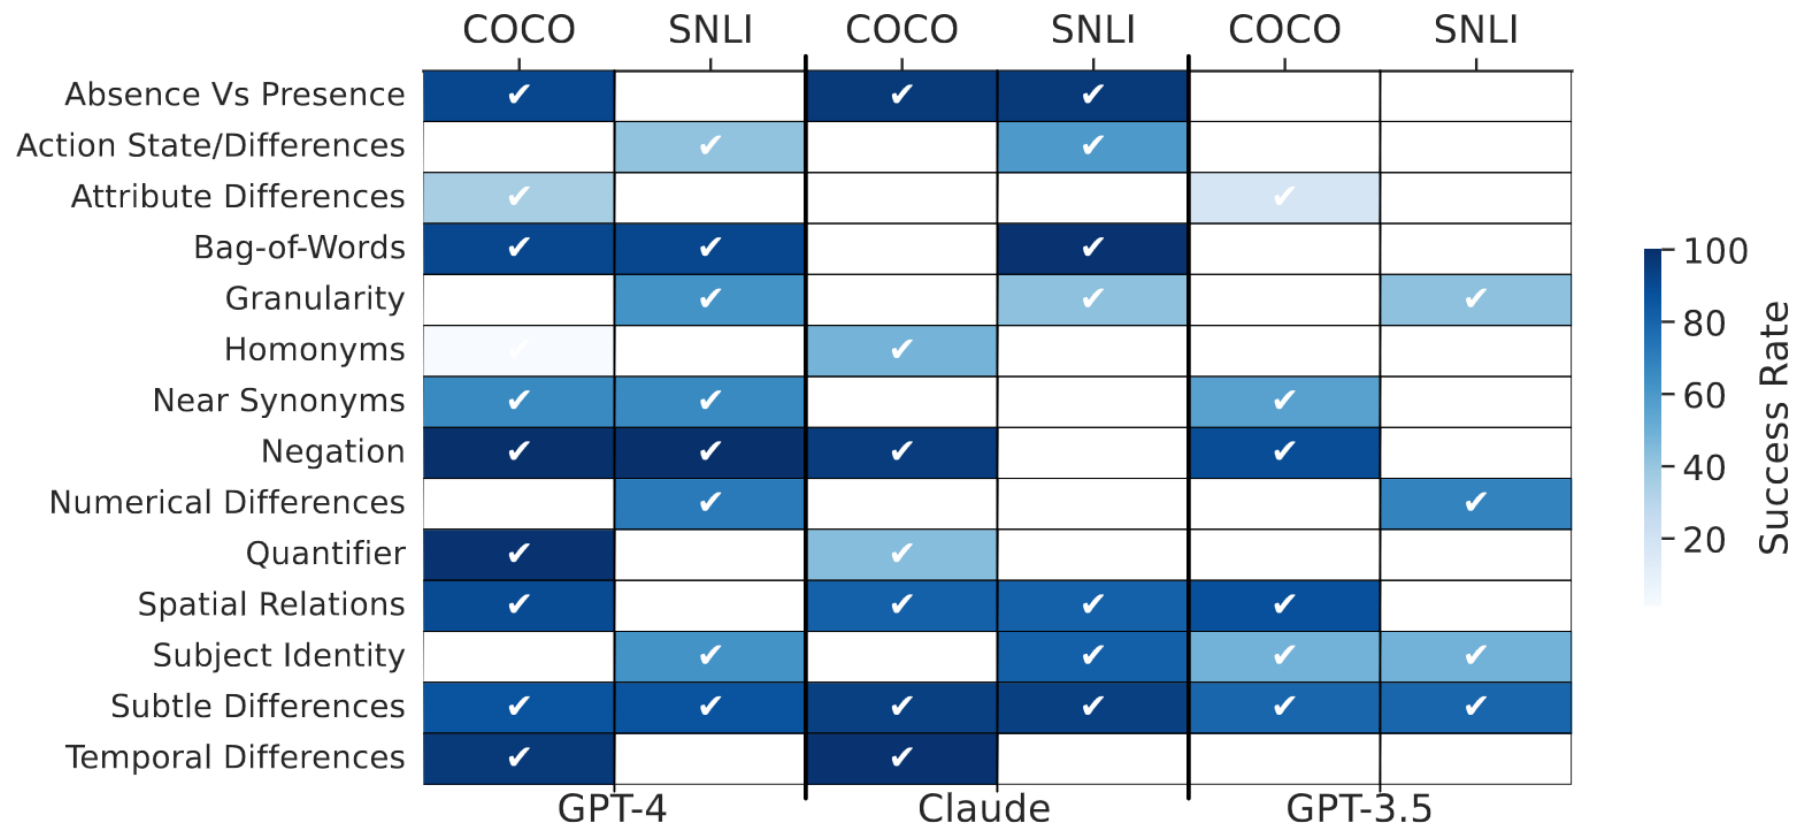 COCO SNLI COCO SNLI COCO SNLI
Absence Vs Presence ✔ ✔ ✔
Action State/Differences ✔ ✔
Attribute Differences ✔ ✔
Bag-of-Words ✔ ✔ ✔
Granularity ✔ ✔ ✔
Homonyms ✔ ✔
Near Synonyms ✔ ✔ ✔
Negation ✔ ✔ ✔ ✔
Numerical Differences ✔ ✔
Quantifier ✔ ✔
Spatial Relations ✔ ✔ ✔ ✔
Subject Identity ✔ ✔ ✔ ✔
Subtle Differences ✔ ✔ ✔ ✔ ✔ ✔
Temporal Differences ✔ ✔
GPT-4 Claude GPT-3.5
100
80
60
40
20
Success Rate